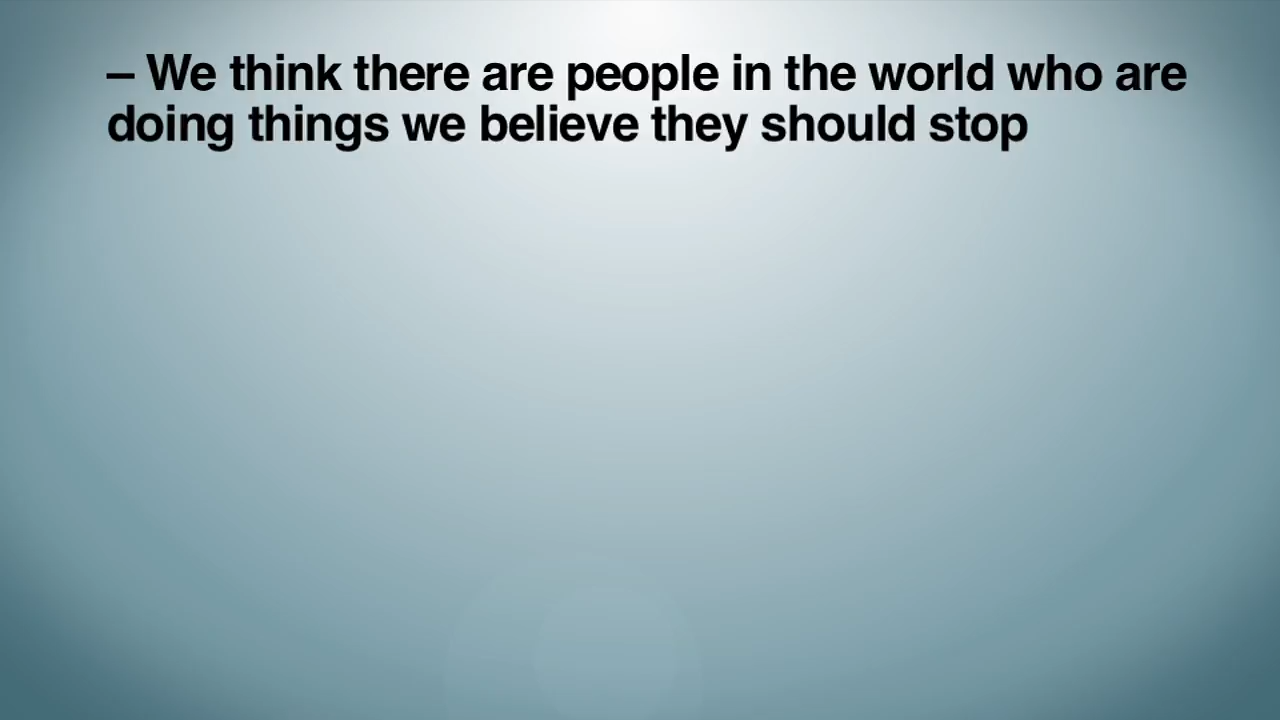 – We think there are people in the world who are
doing things we believe they should stop